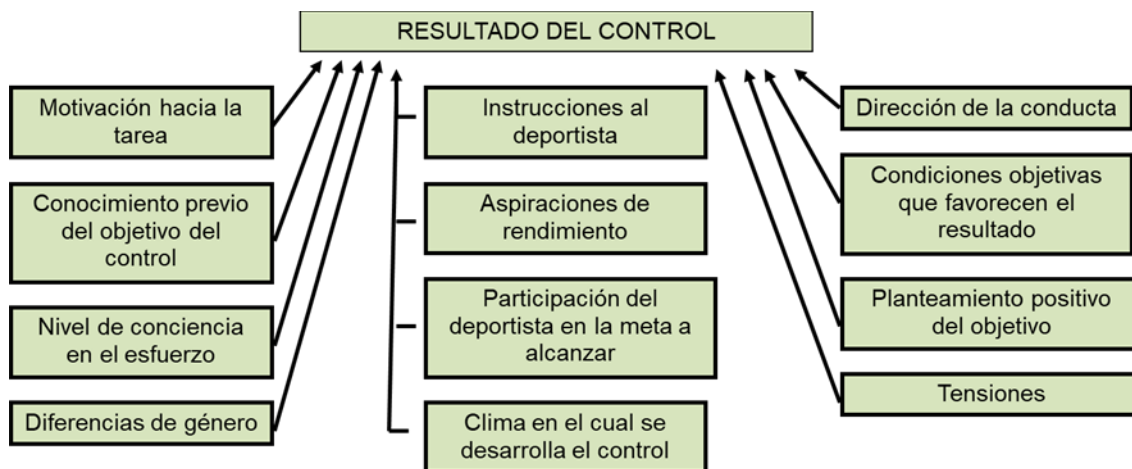 RESULTADO DEL CONTROL
Motivación hacia la
tarea
Conocimiento previo
del objetivo del
control
Nivel de conciencia
en el esfuerzo
Diferencias de género
Instrucciones al
deportista
Aspiraciones de
rendimiento
Participación del
deportista en la meta a
alcanzar
Clima en el cual se
desarrolla el control
Dirección de la conducta
Condiciones objetivas
que favorecen el
resultado
Planteamiento positivo
del objetivo
Tensiones